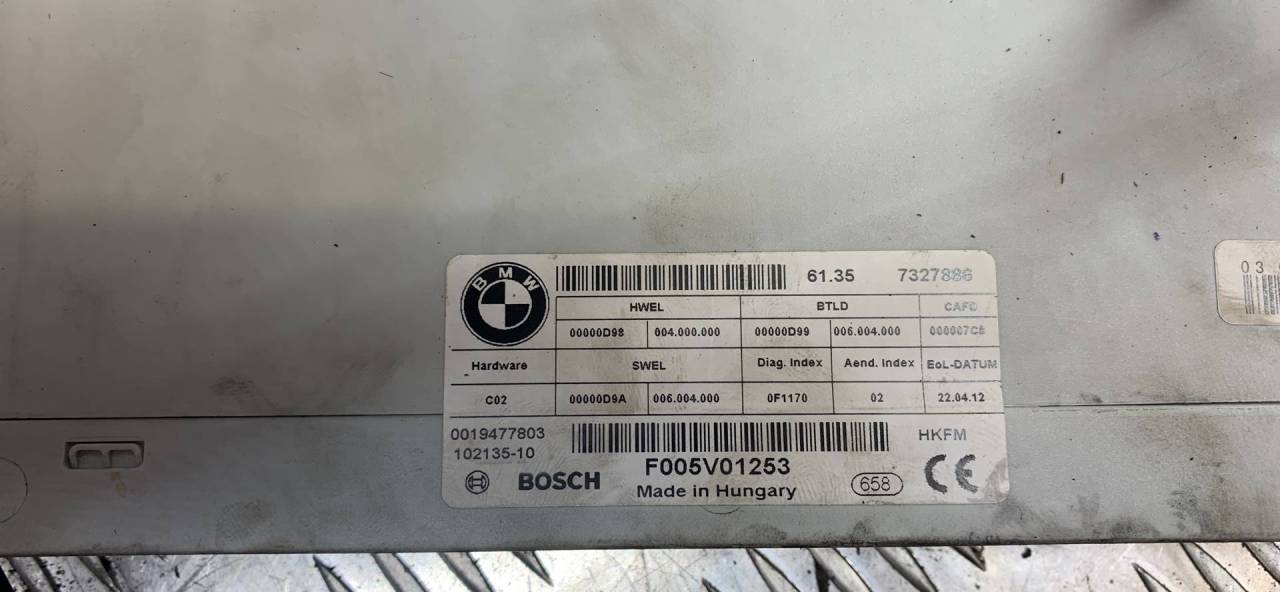 BMW
61.35 7327886
HWEL BTLD CAFD
00000D98 004.000.000 00000D99 006.004.000 000007CE
Hardware SWEL Diag. Index Aend. Index EoL-DATUM
C02 00000D9A 006.004.000 0F1170 02 22.04.12
0019477803 HKFM
102135-10
BOSCH F005V01253 658 CE
Made in Hungary
03